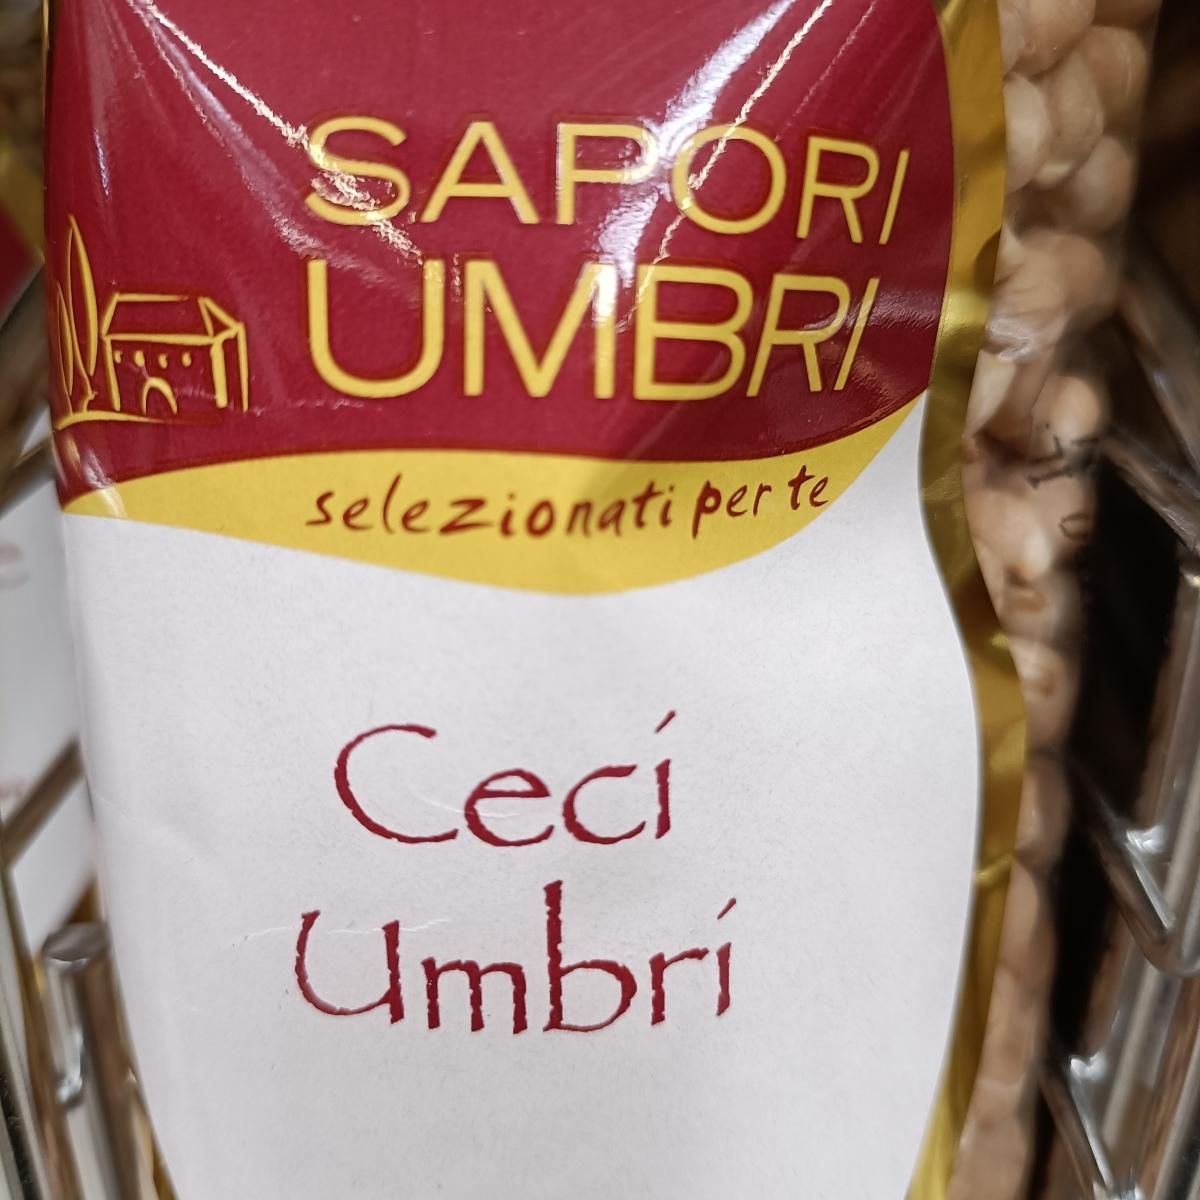 SAPORI
UMBRI
selezionati per te
Ceci
Umbri